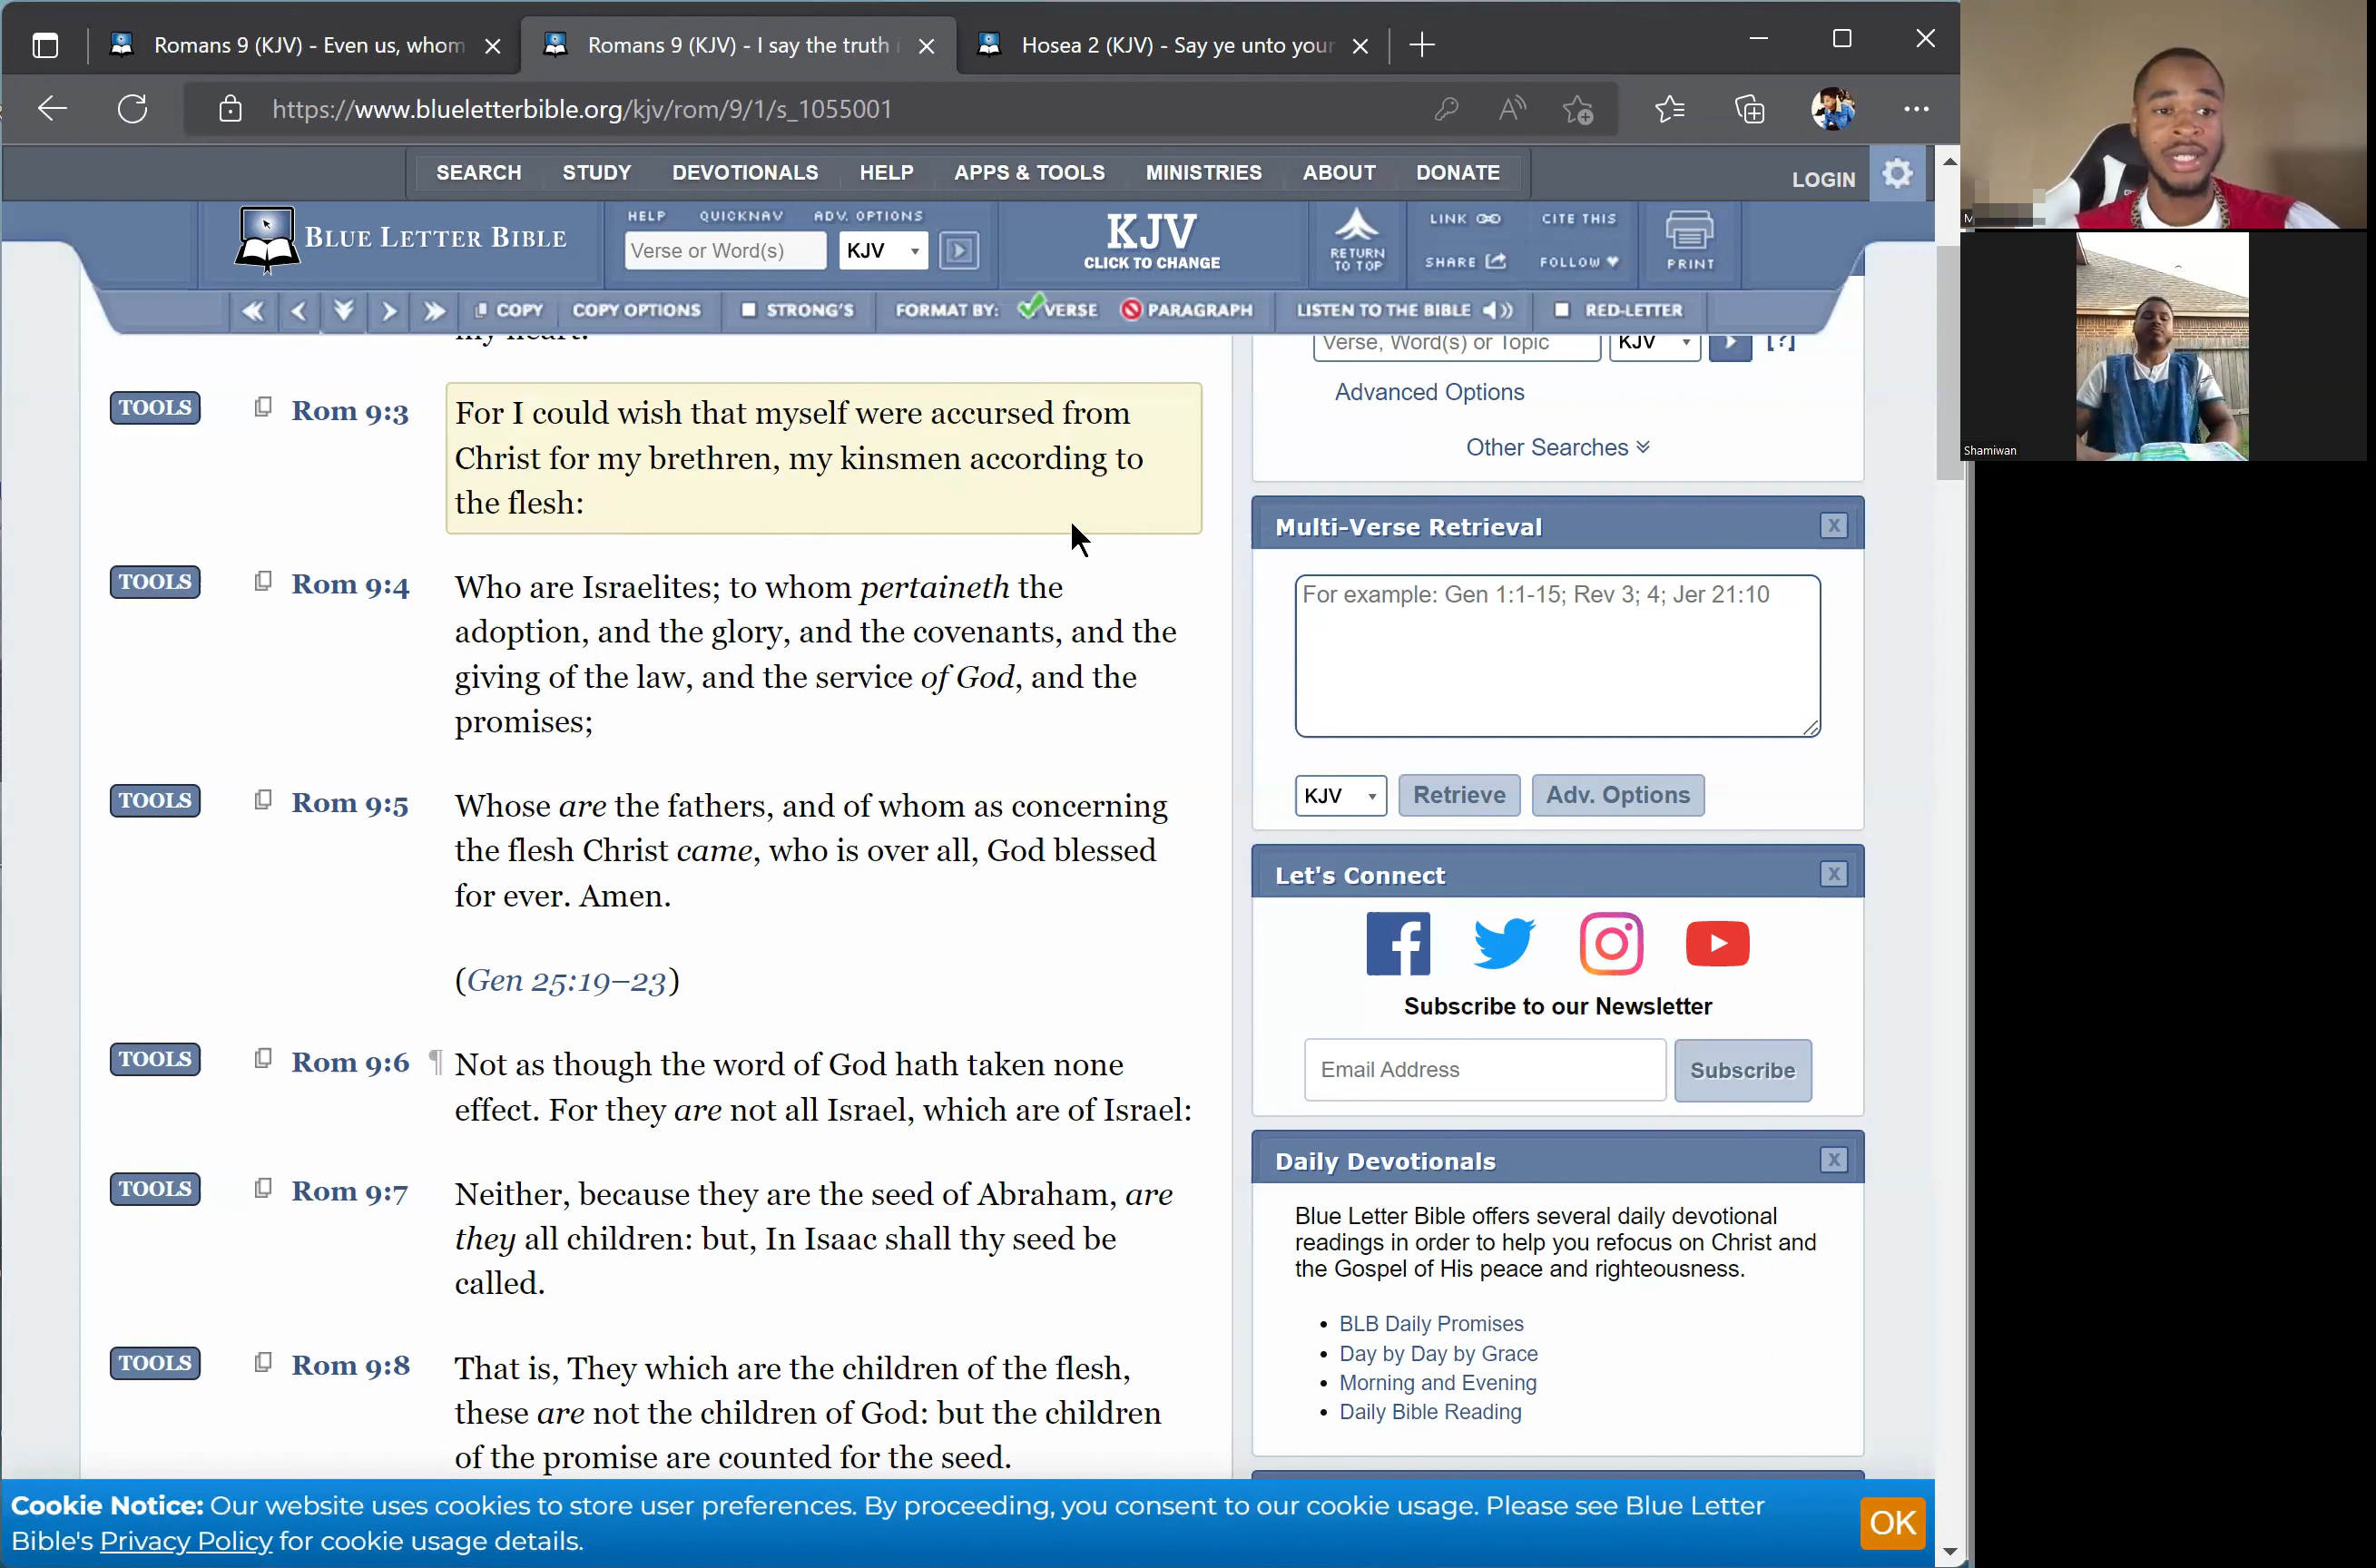 Romans 9 (KJV) - Even us, whom
Romans 9 (KJV) - I say the truth i
Hosea 2 (KJV) - Say ye unto your
https://www.blueletterbible.org/kjv/rom/9/1/s_1055001
SEARCH STUDY DEVOTIONALS HELP APPS & TOOLS MINISTRIES ABOUT DONATE
LOGIN
BLUE LETTER BIBLE
HELP QUICKNAV ADV. OPTIONS
Verse or Word(s) KJV
KJV
CLICK TO CHANGE
RETURN
TO TOP
LINK CITE THIS
SHARE FOLLOW
PRINT
COPY COPY OPTIONS STRONG'S FORMAT BY: VERSE PARAGRAPH LISTEN TO THE BIBLE RED-LETTER
my heart.
TOOLS Rom 9:3 For I could wish that myself were accursed from
Christ for my brethren, my kinsmen according to
the flesh:
TOOLS Rom 9:4 Who are Israelites; to whom pertaineth the
adoption, and the glory, and the covenants, and the
giving of the law, and the service of God, and the
promises;
TOOLS Rom 9:5 Whose are the fathers, and of whom as concerning
the flesh Christ came, who is over all, God blessed
for ever. Amen.
(Gen 25:19–23)
TOOLS Rom 9:6 ¶ Not as though the word of God hath taken none
effect. For they are not all Israel, which are of Israel:
TOOLS Rom 9:7 Neither, because they are the seed of Abraham, are
they all children: but, In Isaac shall thy seed be
called.
TOOLS Rom 9:8 That is, They which are the children of the flesh,
these are not the children of God: but the children
of the promise are counted for the seed.
Verse, Word(s) or Topic KJV [?]
Advanced Options
Other Searches
Multi-Verse Retrieval X
For example: Gen 1:1-15; Rev 3; 4; Jer 21:10
KJV Retrieve Adv. Options
Let's Connect X
Subscribe to our Newsletter
Email Address Subscribe
Daily Devotionals X
Blue Letter Bible offers several daily devotional
readings in order to help you refocus on Christ and
the Gospel of His peace and righteousness.
• BLB Daily Promises
• Day by Day by Grace
• Morning and Evening
• Daily Bible Reading
Cookie Notice: Our website uses cookies to store user preferences. By proceeding, you consent to our cookie usage. Please see Blue Letter
Bible's Privacy Policy for cookie usage details.
OK
Shamiwan